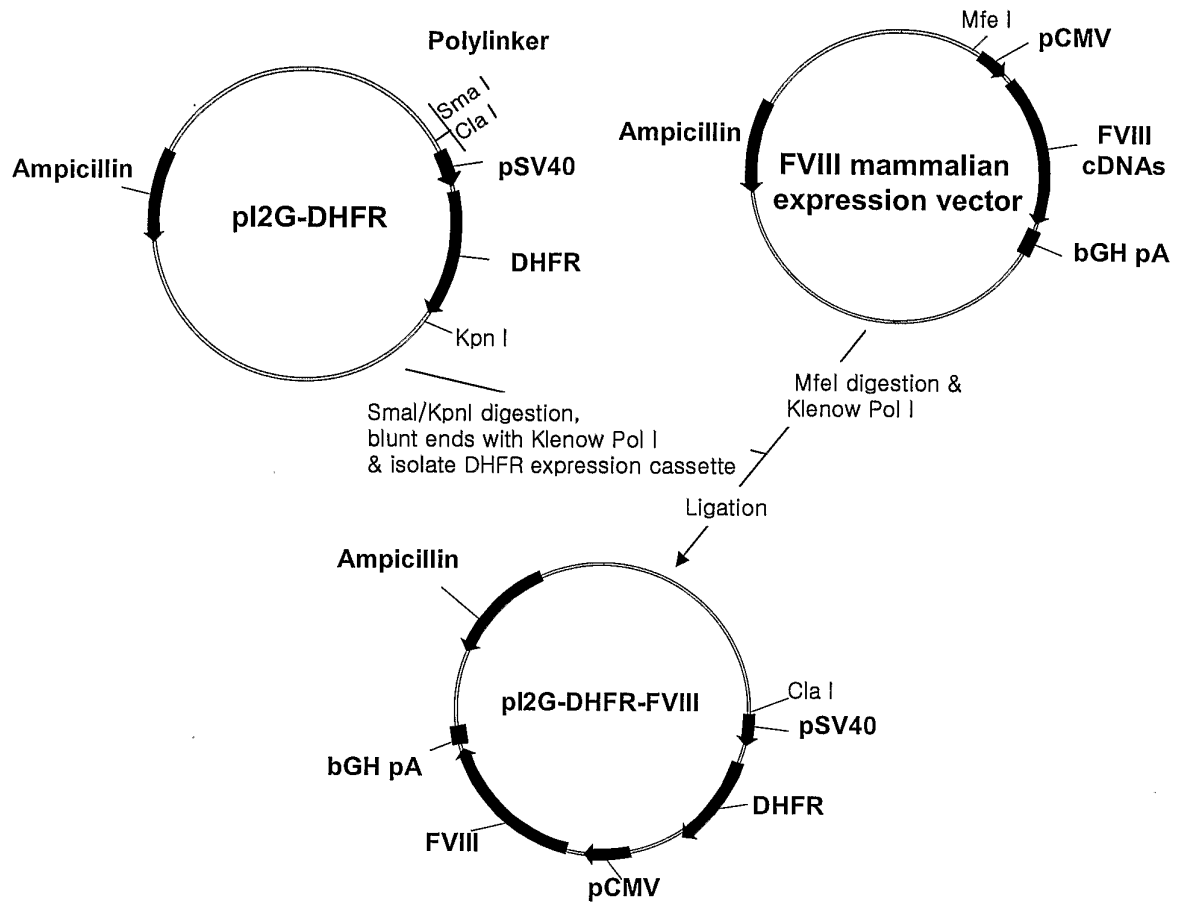 Polylinker
Sma I
Cla I
Ampicillin
pSV40
pI2G-DHFR
DHFR
Kpn I
Mfe I
pCMV
Ampicillin
FVIII
cDNAs
FVIII mammalian
expression vector
bGH pA
SmaI/KpnI digestion,
blunt ends with Klenow Pol I
& isolate DHFR expression cassette
MfeI digestion &
Klenow Pol I
Ligation
Ampicillin
Cla I
pSV40
pI2G-DHFR-FVIII
bGH pA
DHFR
FVIII
pCMV